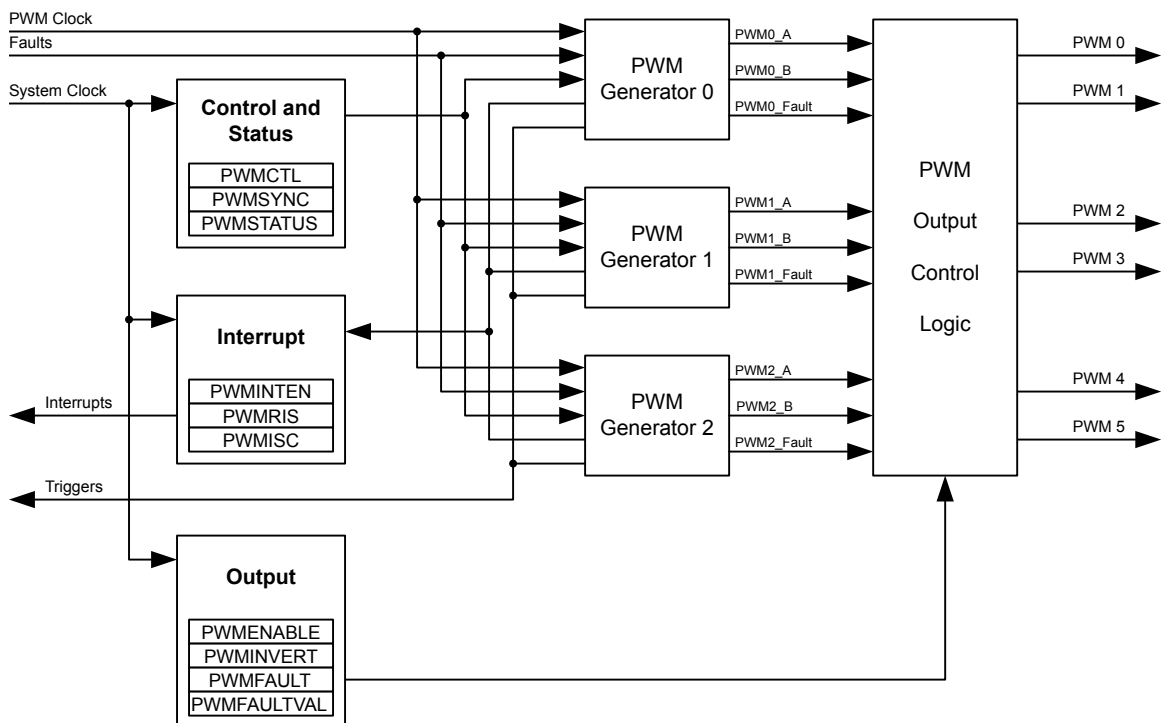 PWM Clock
Faults
System Clock
Control and
Status
PWMCTL
PWMSYNC
PWMSTATUS
Interrupt
PWMINTEN
PWMRIS
PWMISC
Interrupts
Triggers
Output
PWMENABLE
PWMINVERT
PWMFAULT
PWMFAULTVAL
PWM
Generator 0
PWM0_A
PWM0_B
PWM0_Fault
PWM
Generator 1
PWM1_A
PWM1_B
PWM1_Fault
PWM
Generator 2
PWM2_A
PWM2_B
PWM2_Fault
PWM
Output
Control
Logic
PWM 0
PWM 1
PWM 2
PWM 3
PWM 4
PWM 5